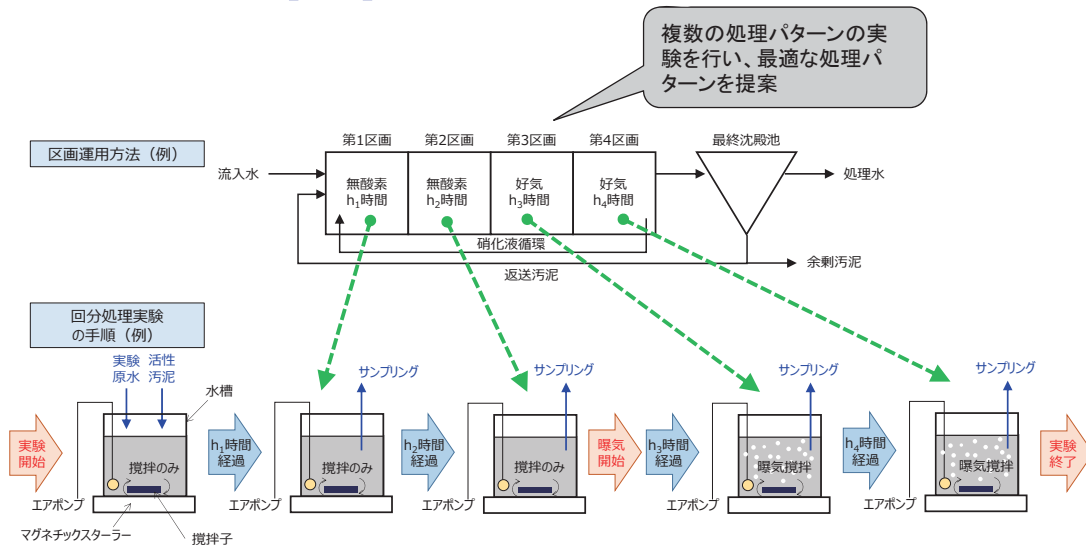 複数の処理パターンの実
験を行い、最適な処理パ
ターンを提案
区画運用方法（例）
第1区画
第2区画
第3区画
第4区画
最終沈殿池
流入水
無酸素
h1時間
無酸素
h2時間
好気
h3時間
好気
h4時間
処理水
硝化液循環
返送汚泥
余剰汚泥
回分処理実験
の手順（例）
実験
原水
活性
汚泥
水槽
サンプリング
サンプリング
サンプリング
サンプリング
実験
開始
撹拌のみ
h1時間
経過
撹拌のみ
h2時間
経過
撹拌のみ
曝気
開始
h3時間
経過
曝気撹拌
h4時間
経過
曝気撹拌
実験
終了
エアポンプ
エアポンプ
エアポンプ
エアポンプ
エアポンプ
マグネチックスターラー
撹拌子